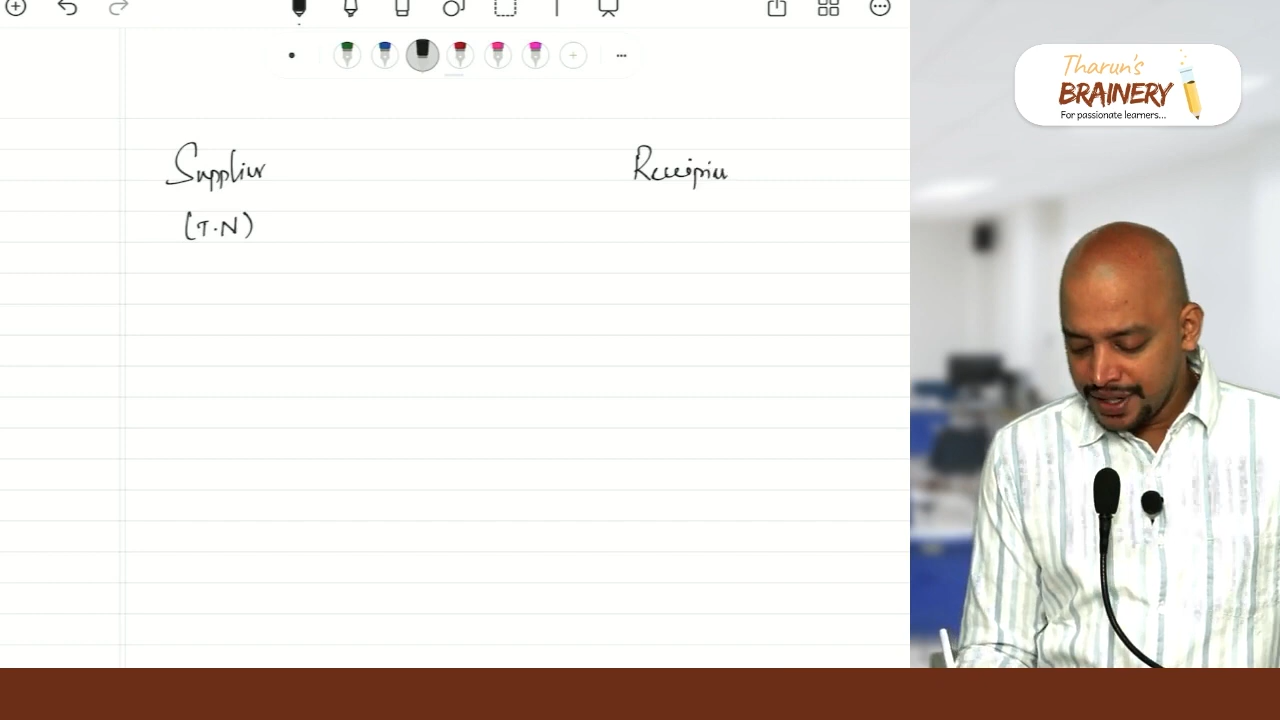 Tharun's
BRAINERY
For passionate learners...
Supplier Recipien
(T.N)